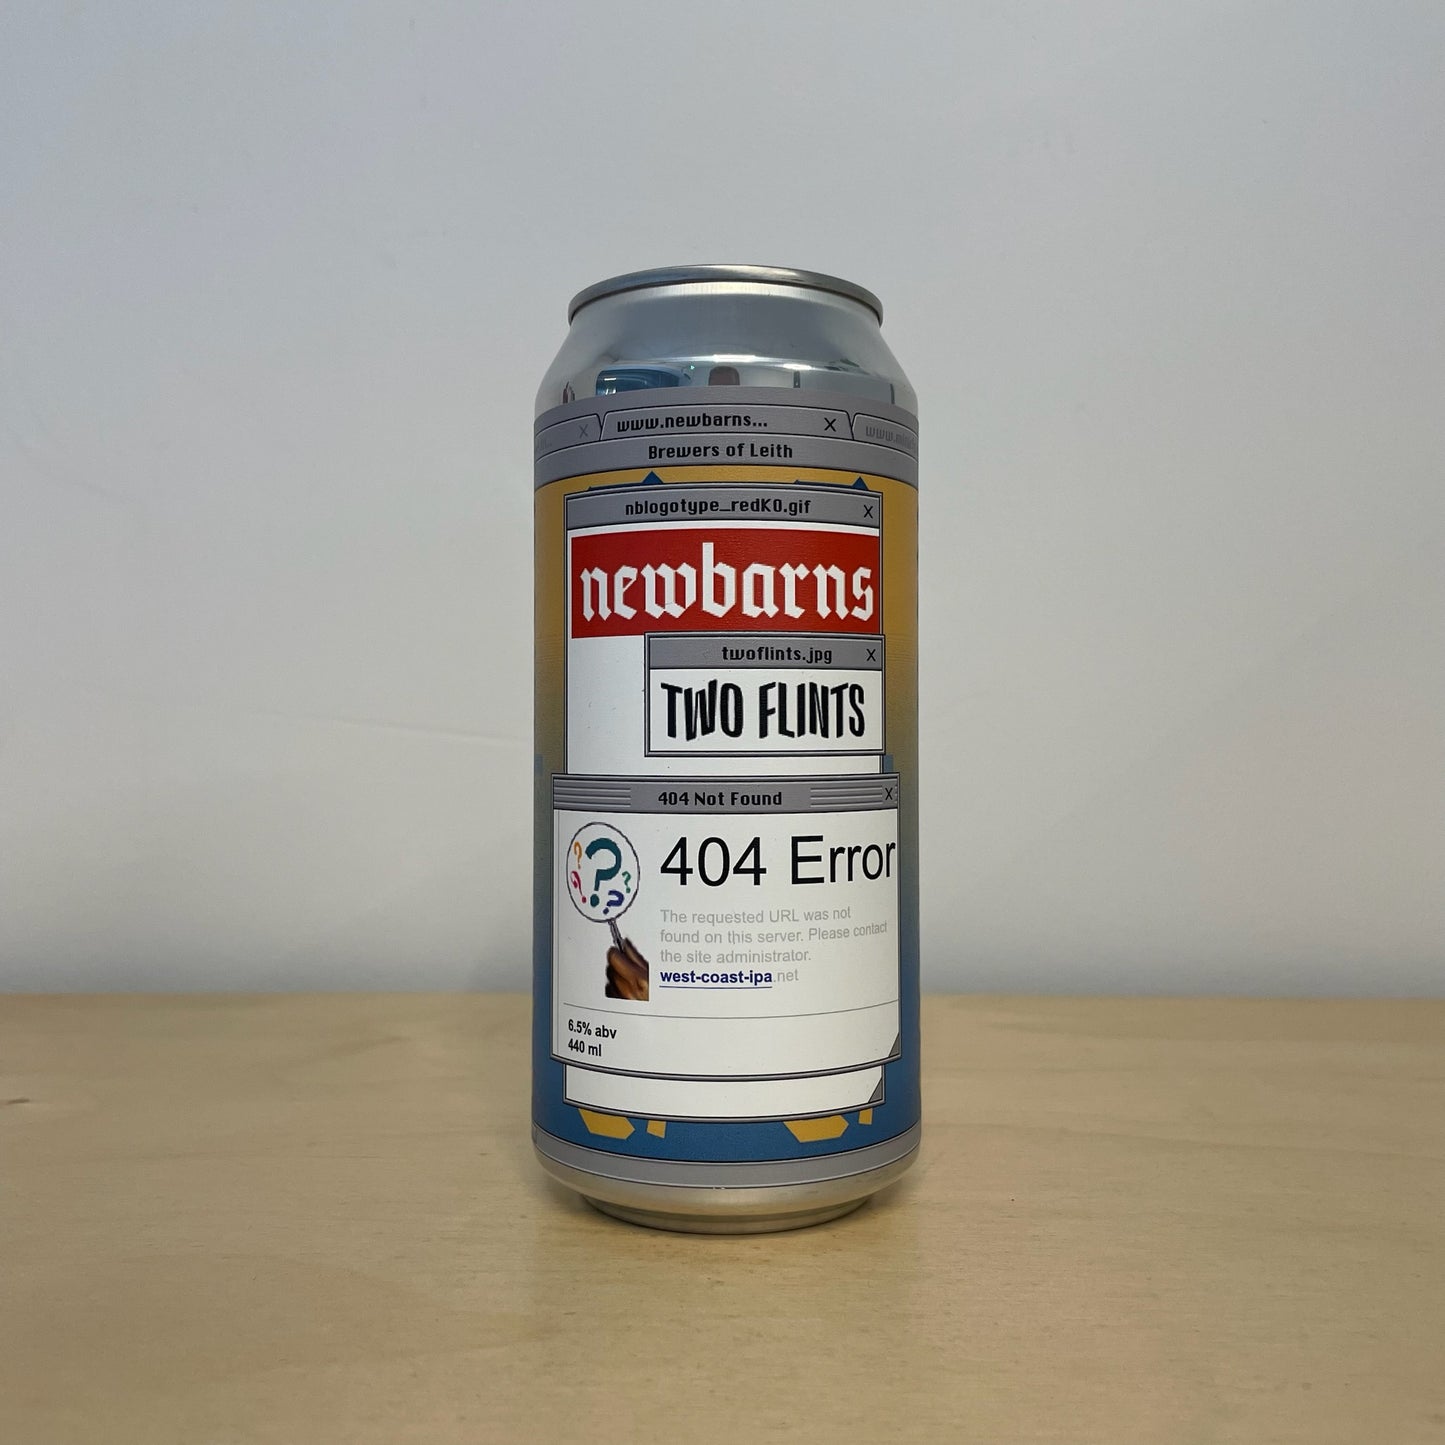 www.newbarns...
X
X
Brewers of Leith
nblogotype_redKO.gif
X
newbarns
twoflints.jpg
X
TWO FLINTS
404 Not Found
X
404 Error
The requested URL was not
found on this server. Please contact
the site administrator.
west-coast-ipa.net
6.5% abv
440 ml